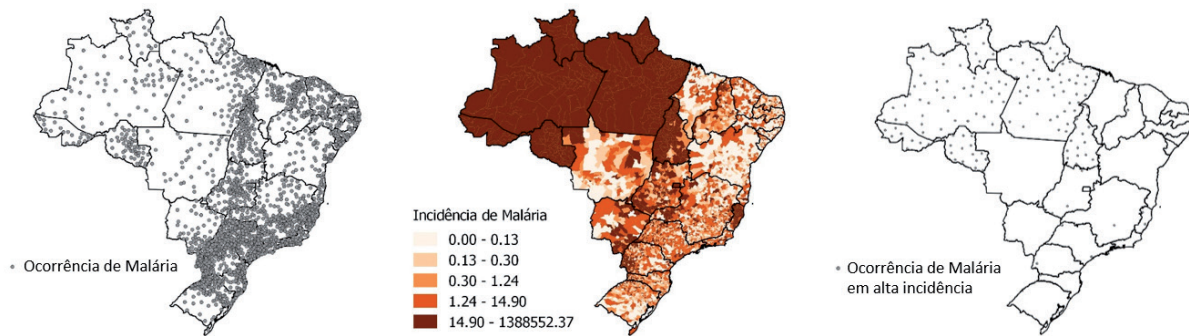 Ocorrência de Malária
Incidência de Malária
0.00 - 0.13
0.13 - 0.30
0.30 - 1.24
1.24 - 14.90
14.90 - 1388552.37
Ocorrência de Malária
em alta incidência